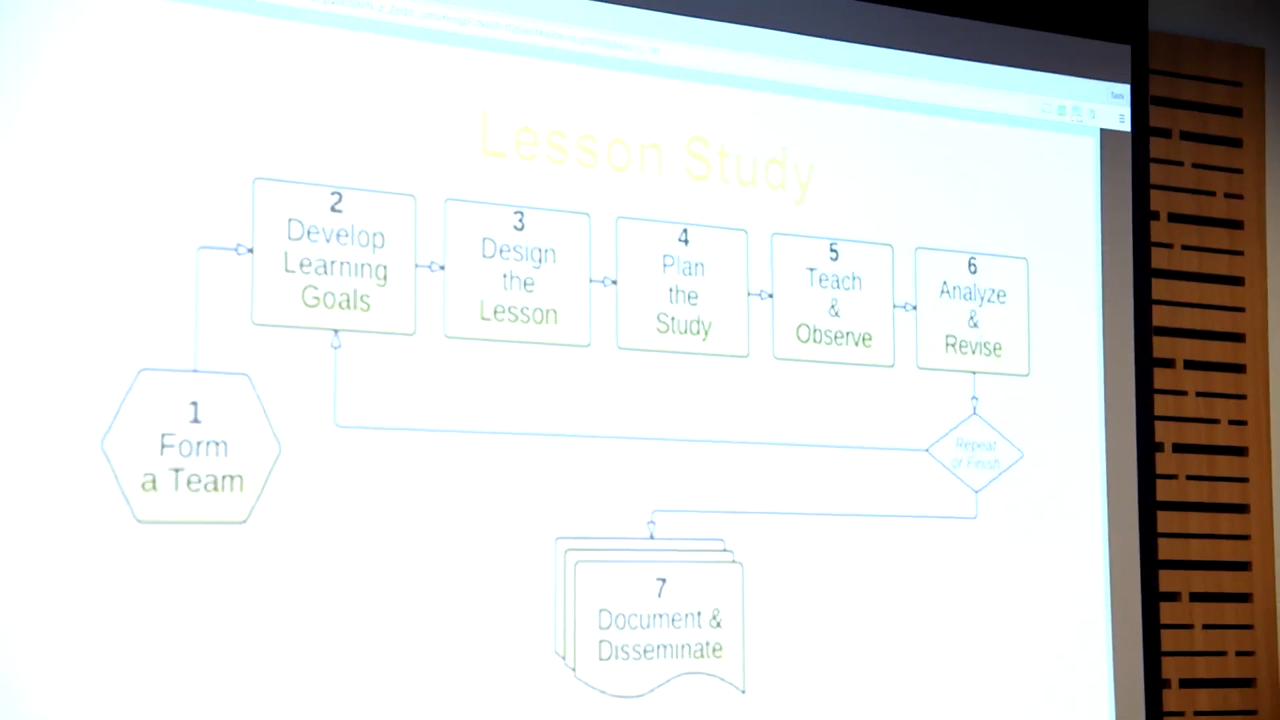 Lesson Study
1
Form
a Team
2
Develop
Learning
Goals
3
Design
the
Lesson
4
Plan
the
Study
5
Teach
&
Observe
6
Analyze
&
Revise
Repeat
or Finish
7
Document &
Disseminate